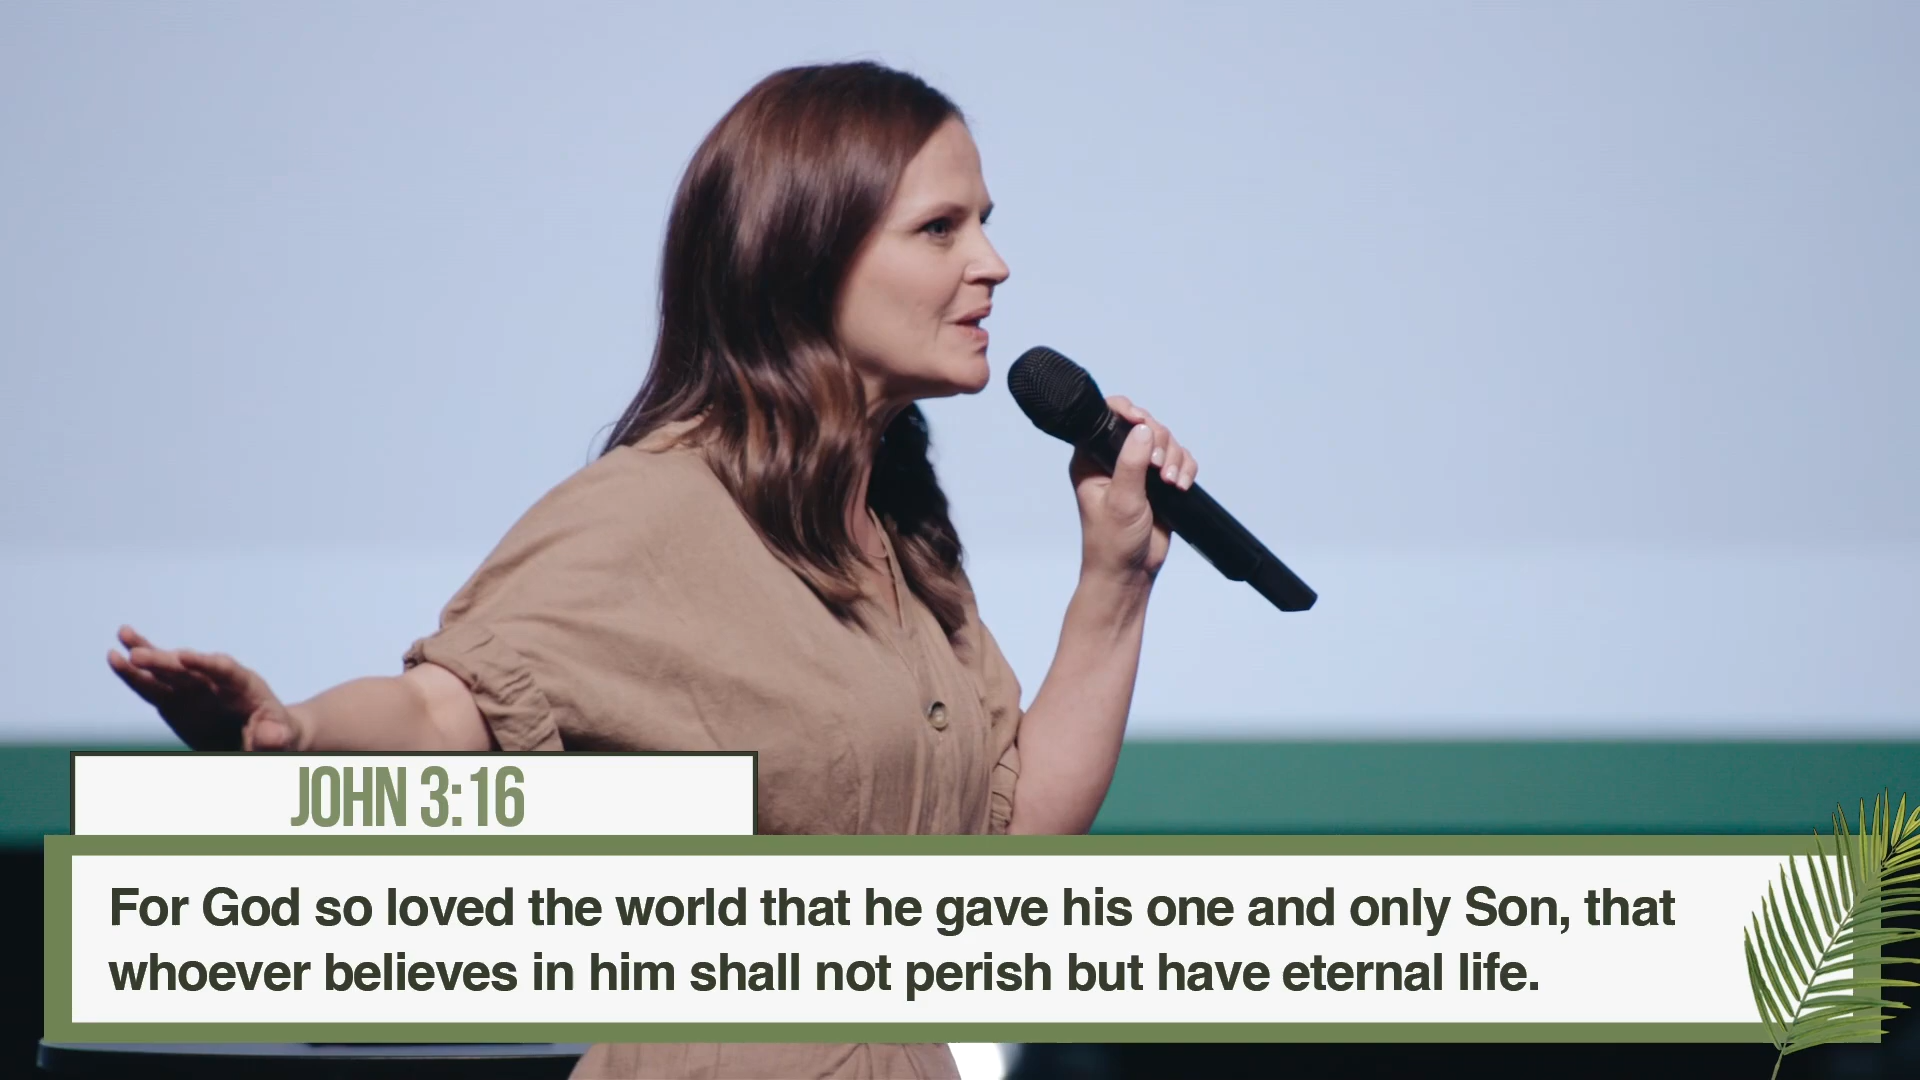 JOHN 3:16
For God so loved the world that he gave his one and only Son, that
whoever believes in him shall not perish but have eternal life.